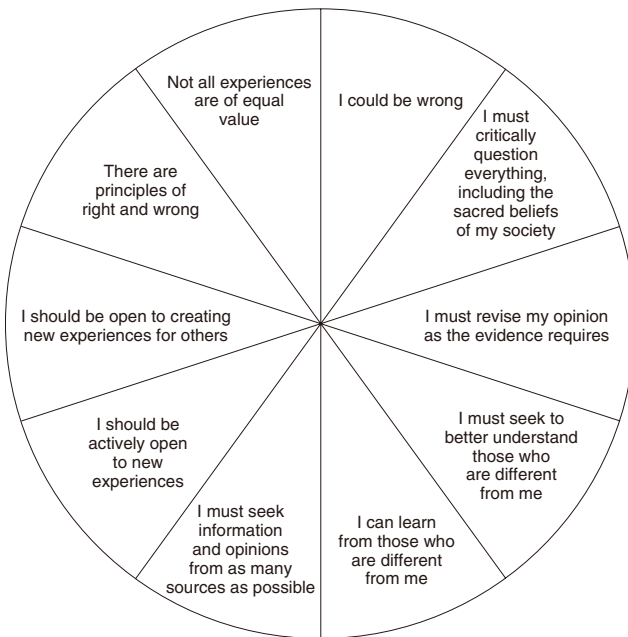 Not all experiences
are of equal
value
I could be wrong
I must
critically
question
everything,
including the
sacred beliefs
of my society
I must revise my opinion
as the evidence requires
I must seek to
better understand
those who
are different
from me
I can learn
from those who
are different
from me
I must seek
information
and opinions
from as many
sources as possible
I should be
actively open
to new
experiences
I should be open to creating
new experiences for others
There are
principles of
right and wrong